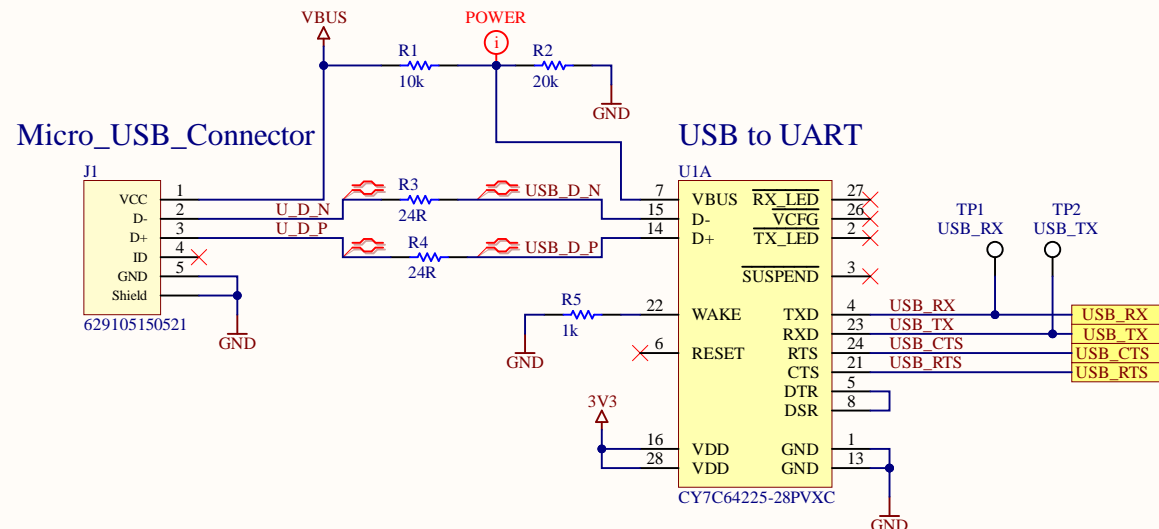 VBUS
POWER
i
R1
R2
10k
20k
GND
Micro_USB_Connector
USB to UART
J1
U1A
VCC 1
D- 2
D+ 3
ID 4
GND 5
Shield
629105150521
GND
U_D_N
U_D_P
R3
24R
R4
24R
USB_D_N
USB_D_P
R5
1k
GND
3V3
7 VBUS
15 D-
14 D+
22 WAKE
6 RESET
16 VDD
28 VDD
RX_LED 27
VCFG 26
TX_LED 2
SUSPEND 3
TXD 4
RXD 23
RTS 24
CTS 21
DTR 5
DSR 8
GND 1
GND 13
CY7C64225-28PVXC
GND
TP1
USB_RX
TP2
USB_TX
USB_RX
USB_TX
USB_CTS
USB_RTS
USB_RX
USB_TX
USB_CTS
USB_RTS